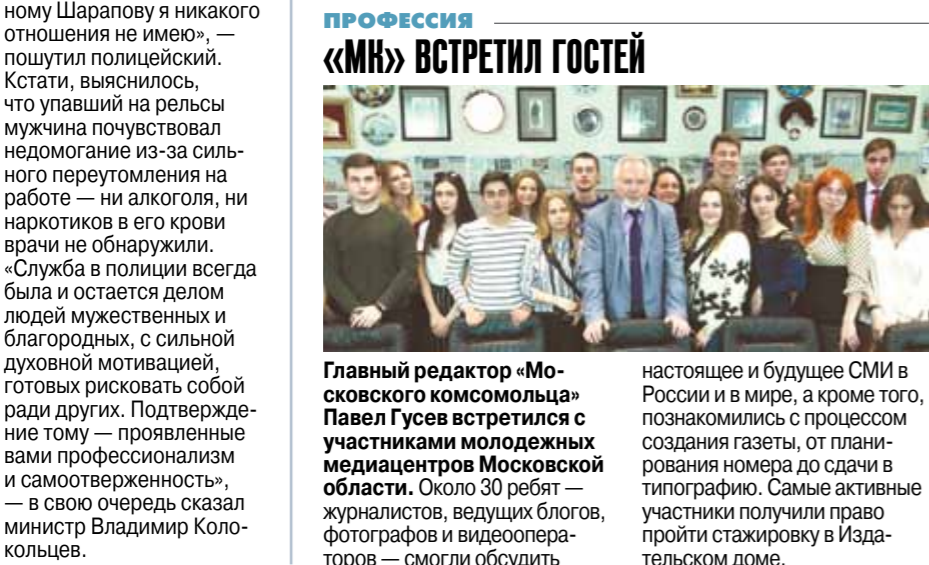 ному Шарапову я никакого
отношения не имею», —
пошутил полицейский.
Кстати, выяснилось,
что упавший на рельсы
мужчина почувствовал
недомогание из-за силь-
ного переутомления на
работе — ни алкоголя, ни
наркотиков в его крови
врачи не обнаружили.
«Служба в полиции всегда
была и остается делом
людей мужественных и
благородных, с сильной
духовной мотивацией,
готовых рисковать собой
ради других. Подтвержде-
ние тому — проявленные
вами профессионализм
и самоотверженность»,
— в свою очередь сказал
министр Владимир Коло-
кольцев.
ПРОФЕССИЯ
«МК» ВСТРЕТИЛ ГОСТЕЙ
Главный редактор «Мо-
сковского комсомольца»
Павел Гусев встретился с
участниками молодежных
медиацентров Московской
области. Около 30 ребят —
журналистов, ведущих блогов,
фотографов и видеоопера-
торов — смогли обсудить
настоящее и будущее СМИ в
России и в мире, а кроме того,
познакомились с процессом
создания газеты, от плани-
рования номера до сдачи в
типографию. Самые активные
участники получили право
пройти стажировку в Изда-
тельском доме.